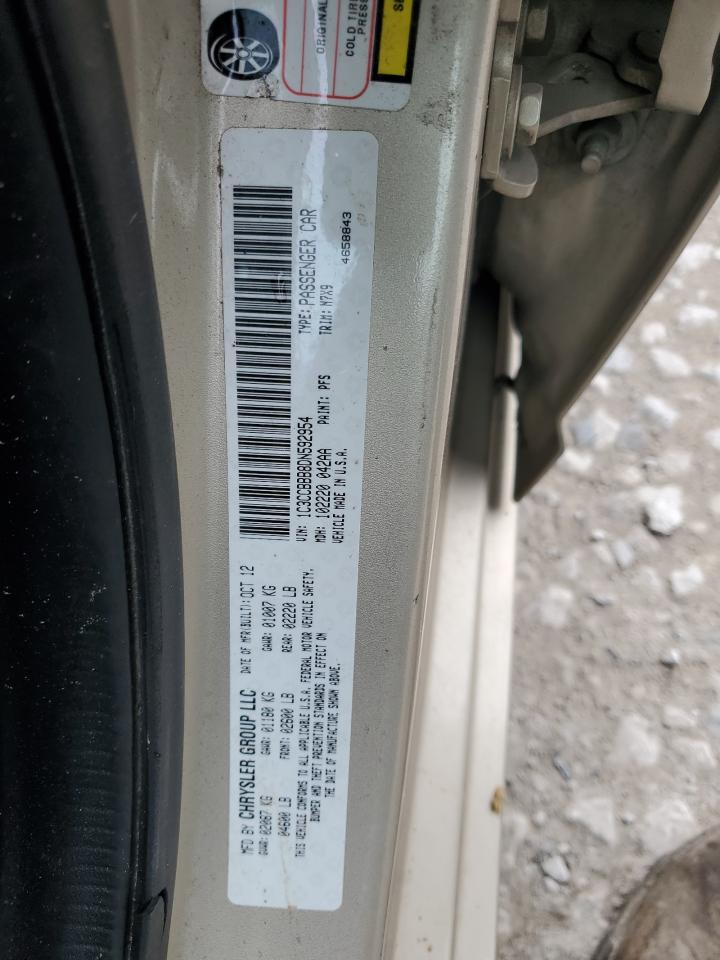 ORIGINAL
COLD TIRE
PRESS
MFD BY CHRYSLER GROUP LLC DATE OF MFR(BUILT): OCT 12
GVWR: 02087 KG GAWR: 01180 KG GAWR: 01007 KG
04600 LB FRONT: 02600 LB REAR: 02220 LB
THIS VEHICLE CONFORMS TO ALL APPLICABLE U.S.A. FEDERAL MOTOR VEHICLE SAFETY,
BUMPER AND THEFT PREVENTION STANDARDS IN EFFECT ON
THE DATE OF MANUFACTURE SHOWN ABOVE.
VIN: 1C3CCBBB8DN592954 TYPE: PASSENGER CAR
MDH: 102220 042AA PAINT: PFS TRIM: M7X9
VEHICLE MADE IN U.S.A. 4658843